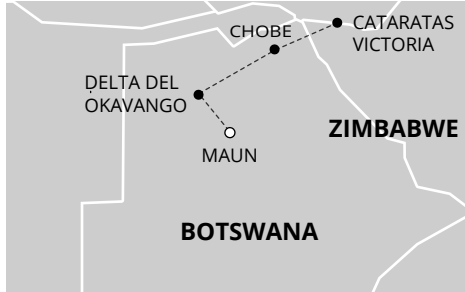 CHOBE
CATARATAS
VICTORIA
DELTA DEL
OKAVANGO
ZIMBABWE
MAUN
BOTSWANA